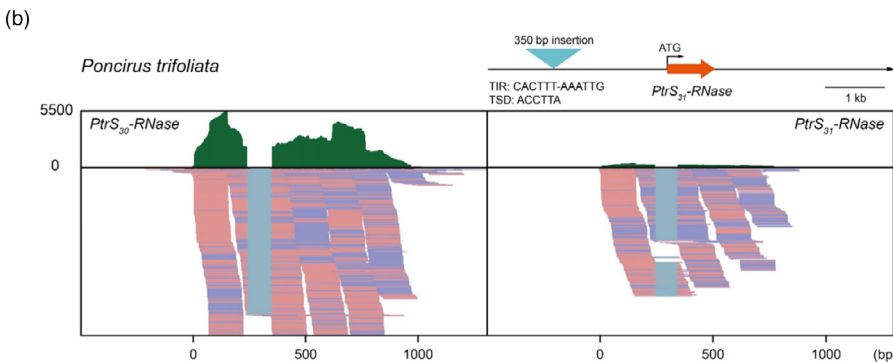 (b)
350 bp insertion
ATG
Poncirus trifoliata
TIR: CACTTT-AAATTG
TSD: ACCTTA
PtrS31-RNase
1 kb
5500
PtrS30-RNase
PtrS31-RNase
0
0 500 1000 0 500 1000 (bp